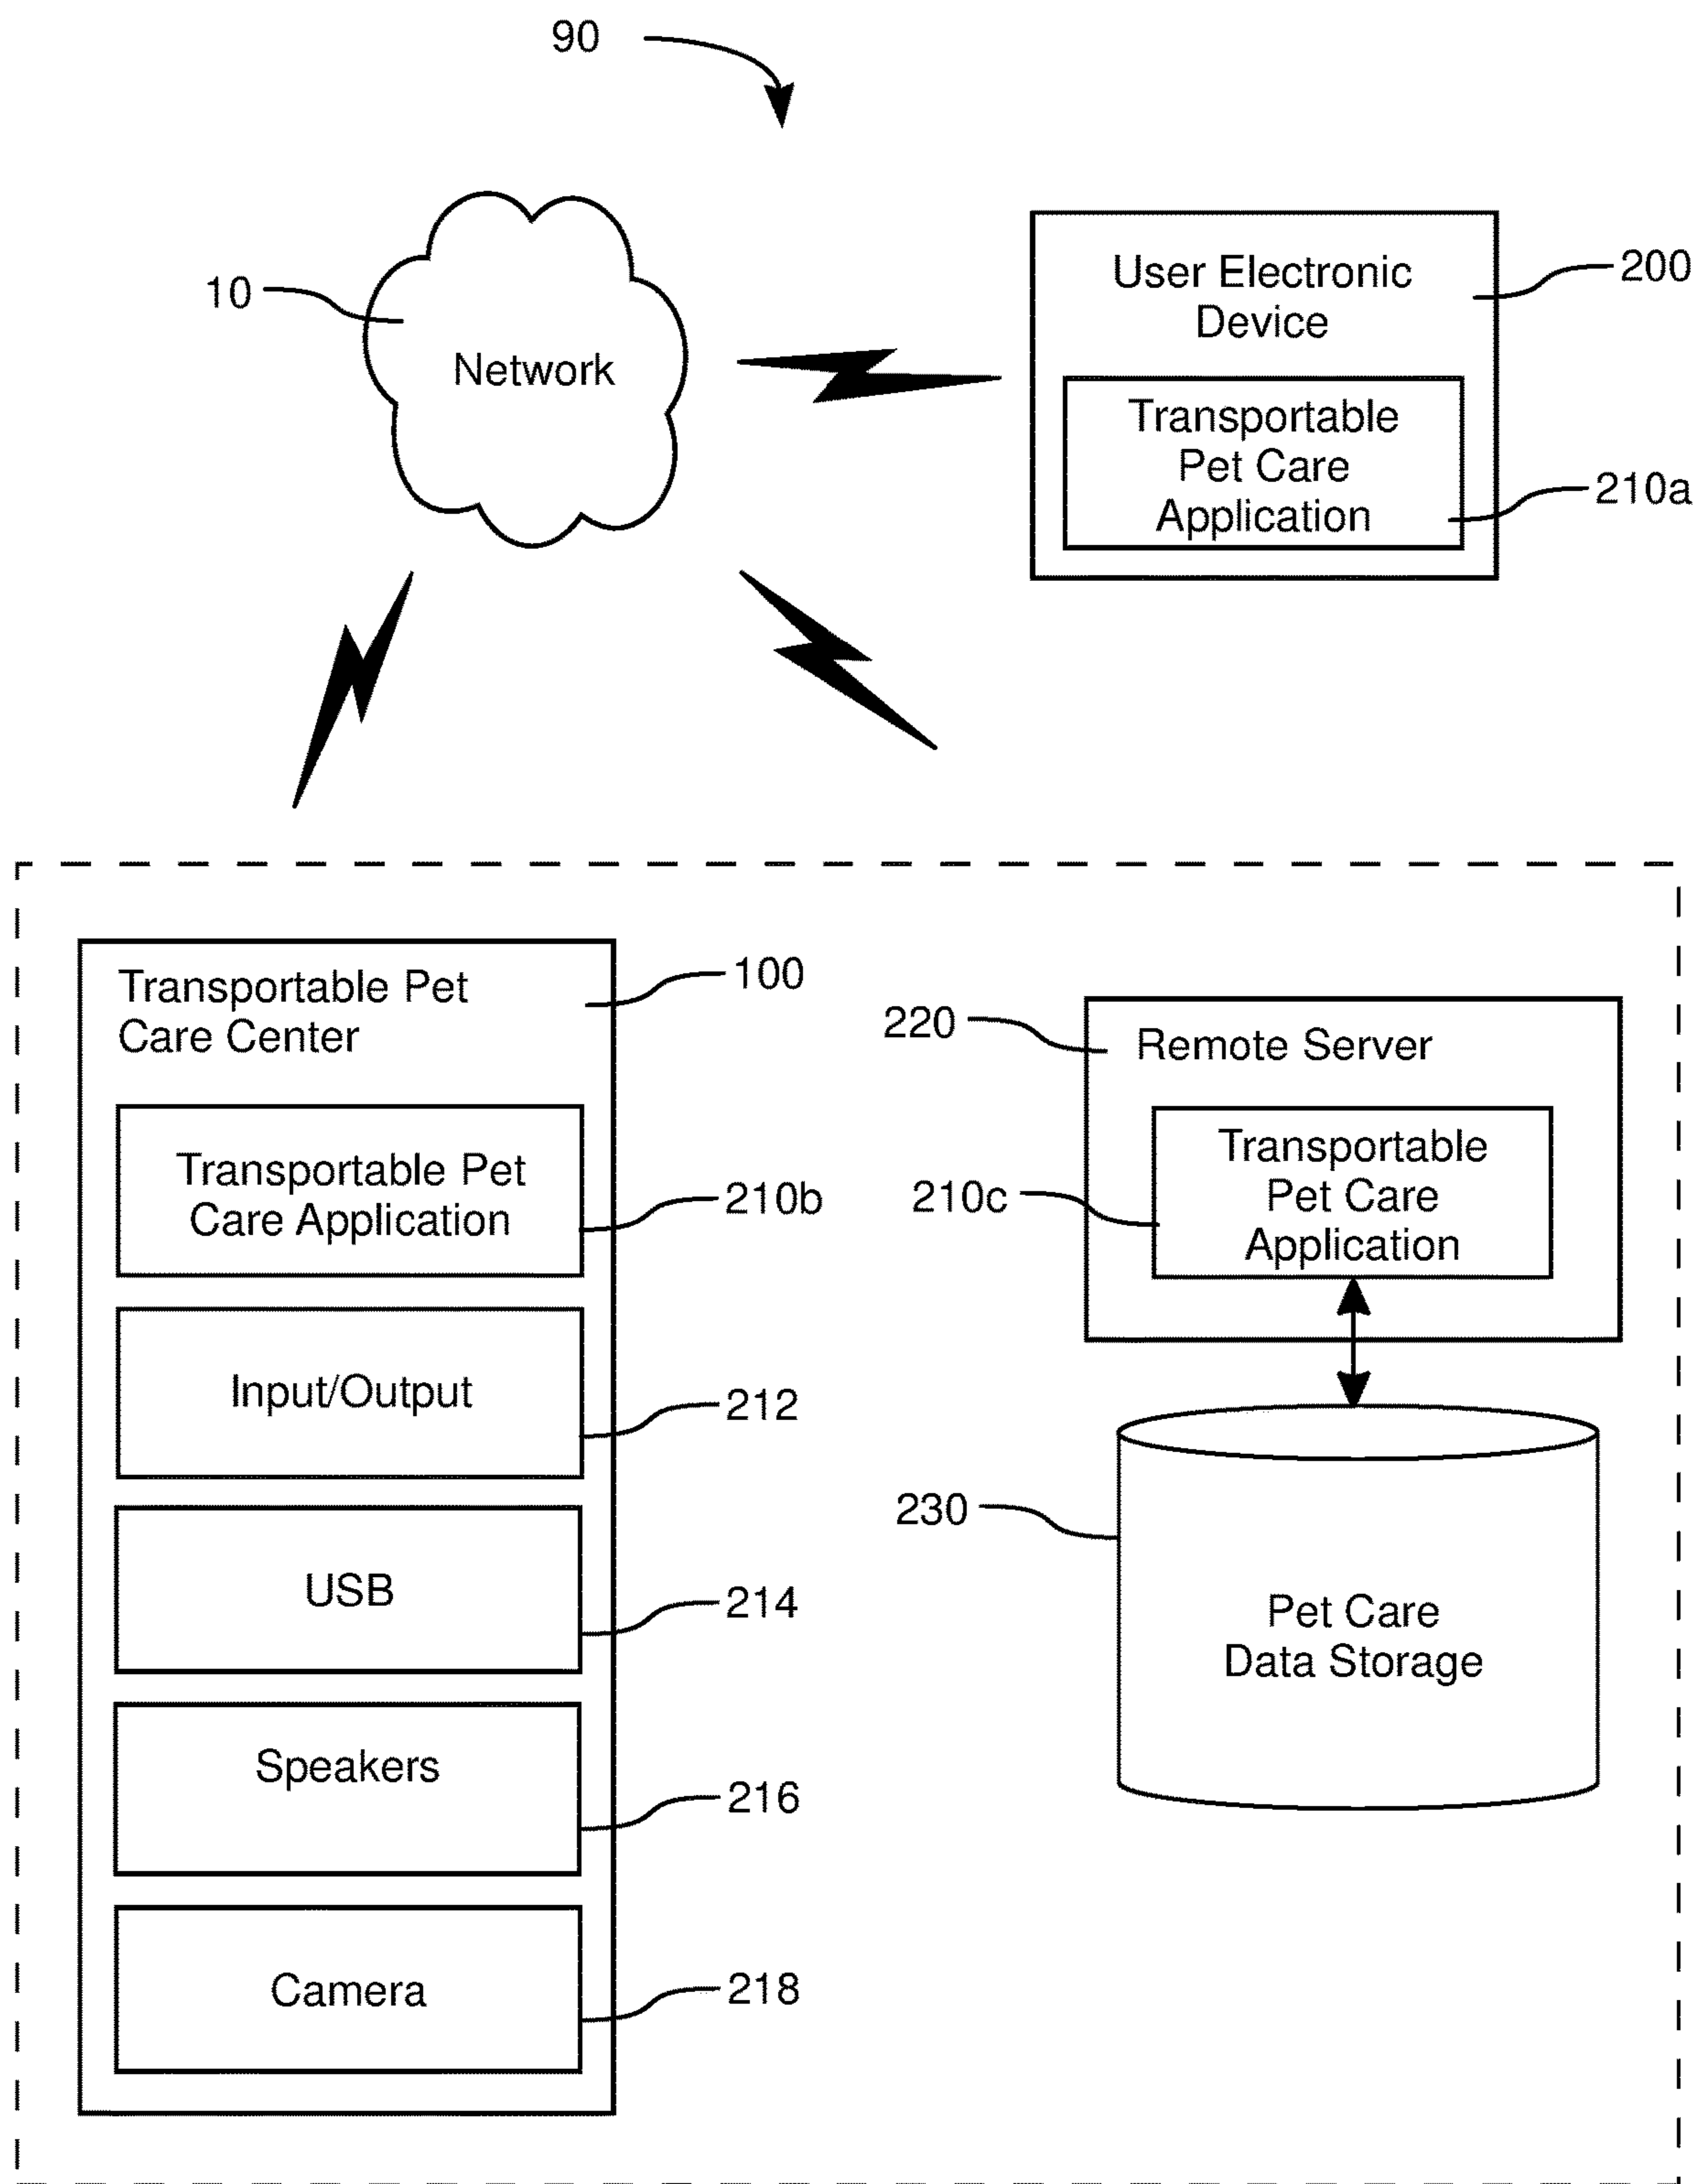 90
10
Network
User Electronic
Device
200
Transportable
Pet Care
Application
210a
Transportable Pet
Care Center
100
Transportable Pet
Care Application
210b
Input/Output
212
USB
214
Speakers
216
Camera
218
220
Remote Server
210c
Transportable
Pet Care
Application
230
Pet Care
Data Storage